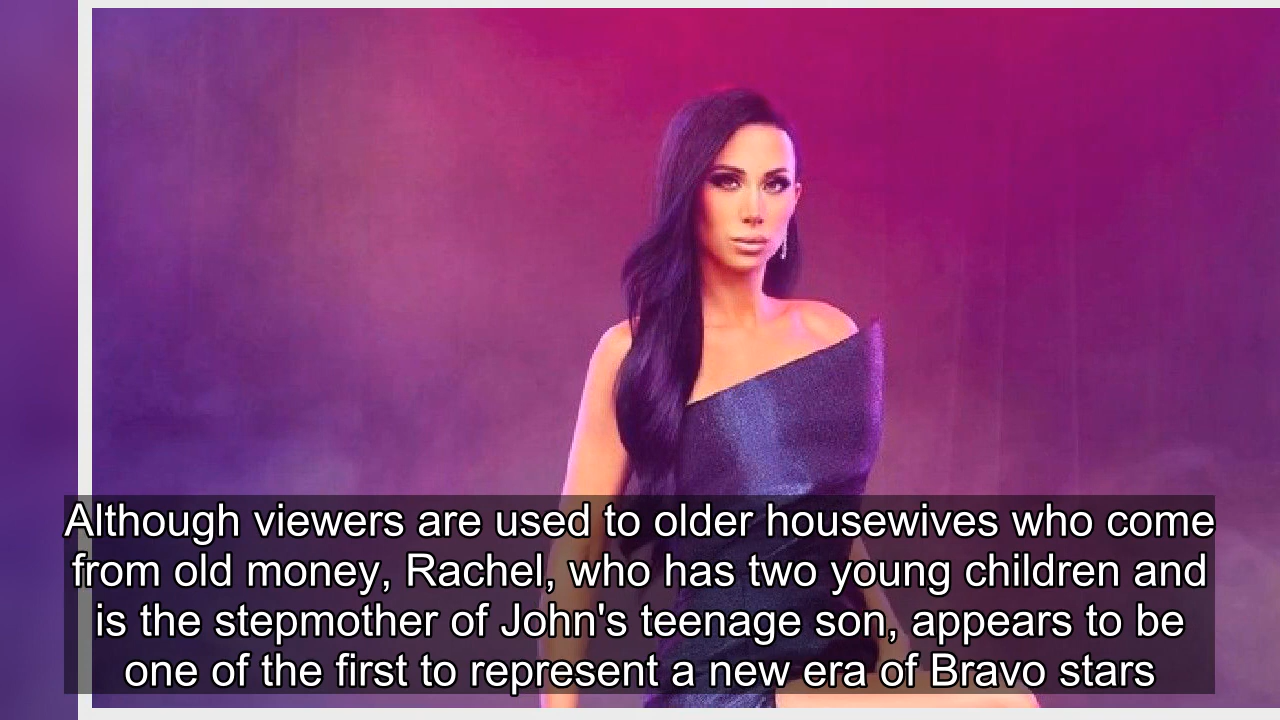 Although viewers are used to older housewives who come
from old money, Rachel, who has two young children and
is the stepmother of John's teenage son, appears to be
one of the first to represent a new era of Bravo stars